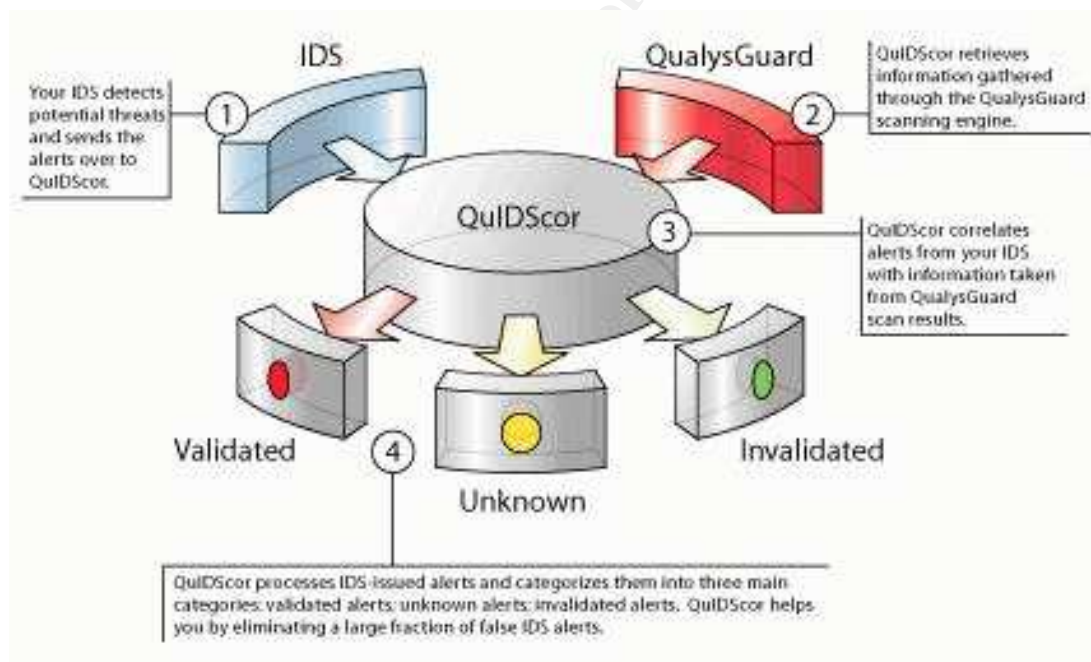 IDS
QualysGuard
Your IDS detects
potential threats
and sends the
alerts over to
QuIDScor.
1
2
QuIDScor retrieves
information gathered
through the QualysGuard
scanning engine.
QuIDScor
3
QuIDScor correlates
alerts from your IDS
with information taken
from QualysGuard
scan results.
Validated
4
Unknown
Invalidated
QuIDScor processes IDS-issued alerts and categorizes them into three main
categories: validated alerts; unknown alerts; invalidated alerts. QuIDScor helps
you by eliminating a large fraction of false IDS alerts.